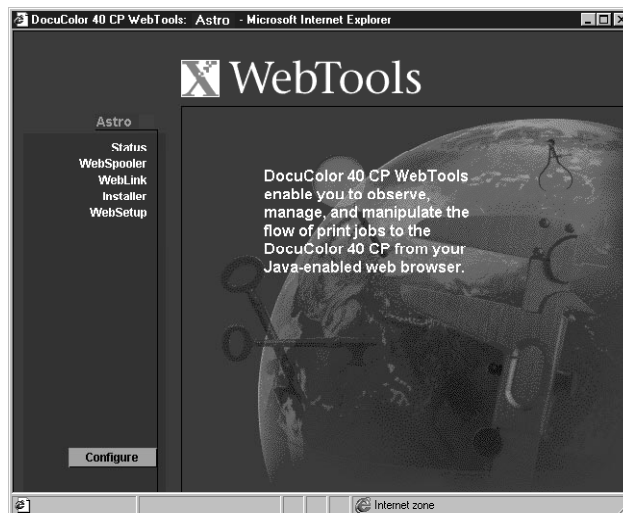 DocuColor 40 CP WebTools: Astro - Microsoft Internet Explorer
X WebTools
Astro
Status
WebSpooler
WebLink
Installer
WebSetup
DocuColor 40 CP WebTools
enable you to observe,
manage, and manipulate the
flow of print jobs to the
DocuColor 40 CP from your
Java-enabled web browser.
Configure
Internet zone